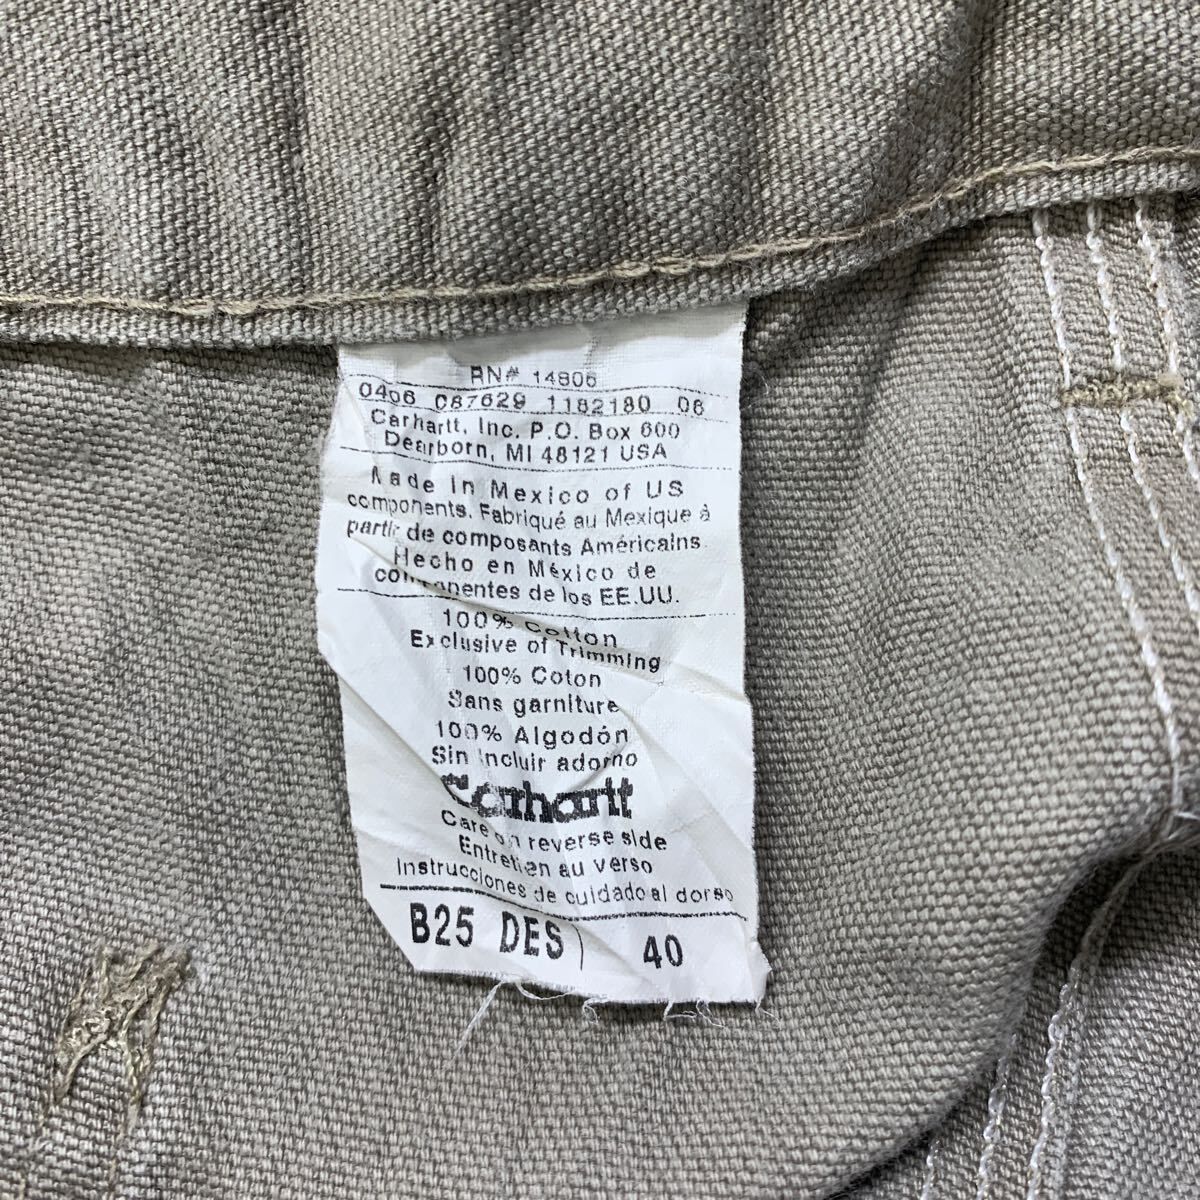 RN# 14806
0406 087629 1182180 06
Carhartt, Inc. P.O. Box 600
Dearborn, MI 48121 USA
Made in Mexico of US
components. Fabriqué au Mexique à
partir de composants Américains.
Hecho en México de
componentes de los EE.UU.
100% Cotton
Exclusive of Trimming
100% Coton
Sans garniture
100% Algodón
Sin incluir adorno
Carhartt
Care on reverse side
Entretien au verso
Instrucciones de cuidado al dorso
B25 DES 40